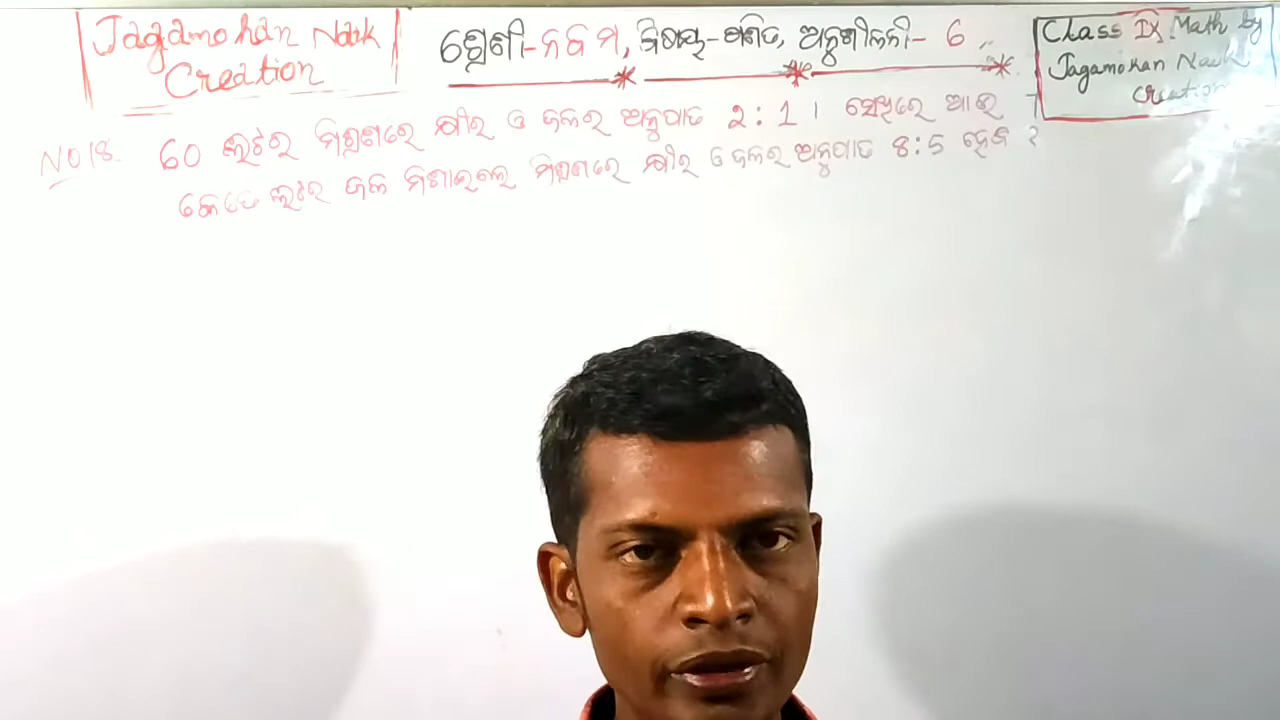 Jagamohan Naik
Creation
ଶ୍ରେଣୀ-ନବମ, ବିଷୟ-ଗଣିତ, ଅନୁଶୀଳନୀ- 6
Class IX Math by
Jagamohan Naik
Creation
NO 18. 60 ଲିଟର ମିଶ୍ରଣରେ କ୍ଷୀର ଓ ଜଳର ଅନୁପାତ 2:1 । ସେଥିରେ ଆଉ
କେତେ ଲିଟର ଜଳ ମିଶାଇଲେ ମିଶ୍ରଣରେ କ୍ଷୀର ଓ ଜଳର ଅନୁପାତ 8:5 ହେବ ?